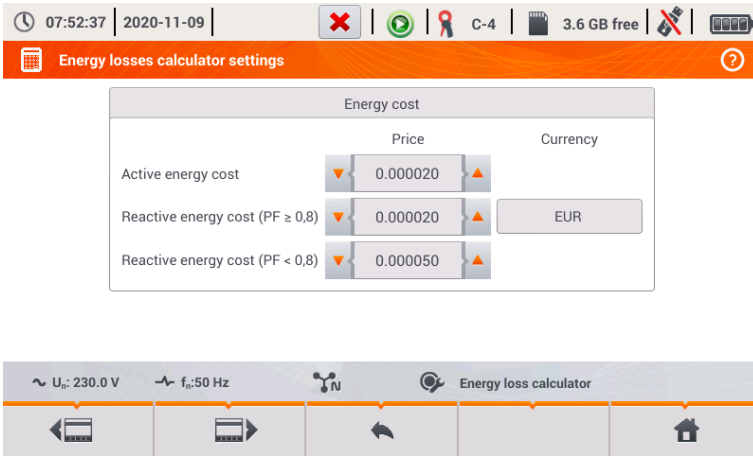 07:52:37 2020-11-09 C-4 3.6 GB free
Energy losses calculator settings ?
Energy cost
Price Currency
Active energy cost 0.000020
Reactive energy cost (PF ≥ 0,8) 0.000020 EUR
Reactive energy cost (PF < 0,8) 0.000050
Uₙ: 230.0 V fₙ:50 Hz N Energy loss calculator